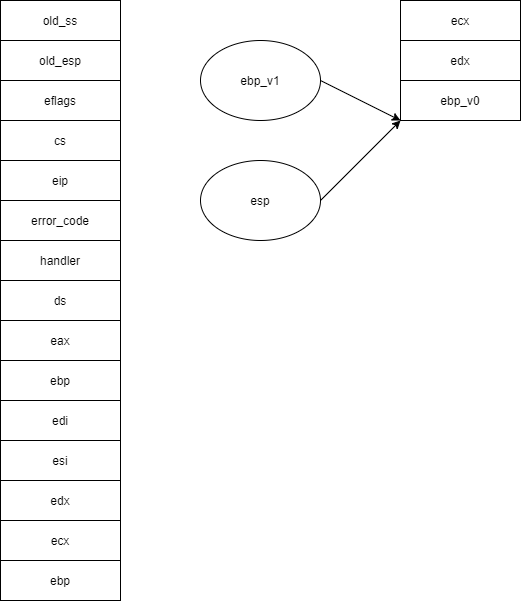 old_ss
old_esp
eflags
cs
eip
error_code
handler
ds
eax
ebp
edi
esi
edx
ecx
ebp
ebp_v1
esp
ecx
edx
ebp_v0